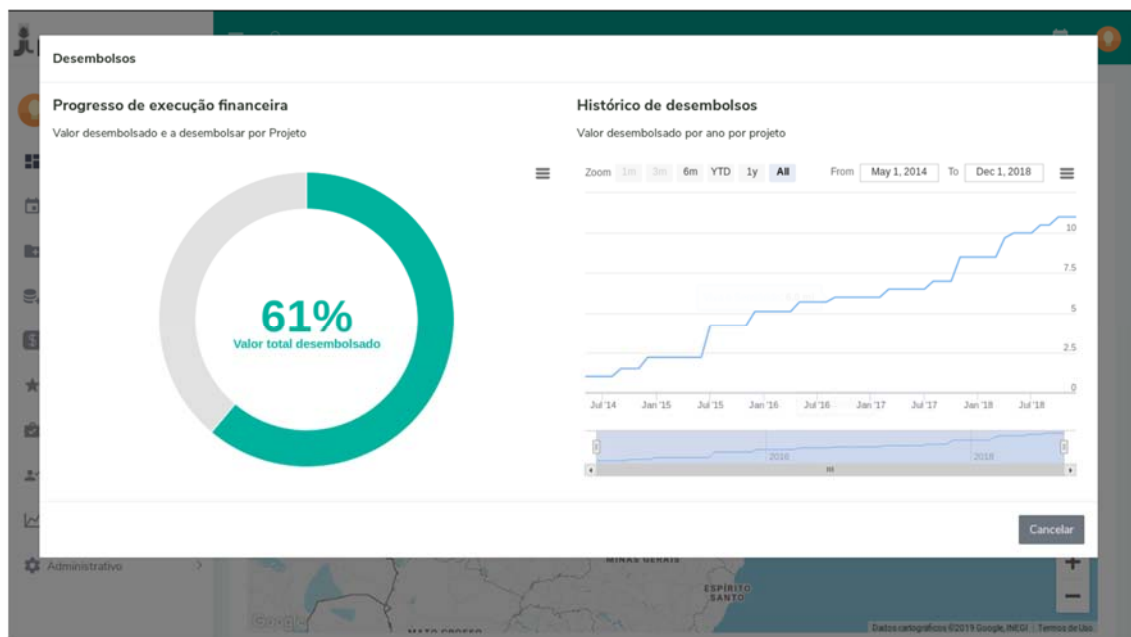 Desembolsos
Progresso de execução financeira
Valor desembolsado e a desembolsar por Projeto
61%
Valor total desembolsado
Histórico de desembolsos
Valor desembolsado por ano por projeto
Zoom 1m 3m 6m YTD 1y All From May 1, 2014 To Dec 1, 2018
10
7.5
5
2.5
0
Jul '14 Jan '15 Jul '15 Jan '16 Jul '16 Jan '17 Jul '17 Jan '18 Jul '18
2016 2018
Cancelar
Administrativo
MINAS GERAIS
ESPÍRITO
SANTO
Google
MATO GROSSO
Dados cartográficos ©2019 Google, INEGI Termos de Uso